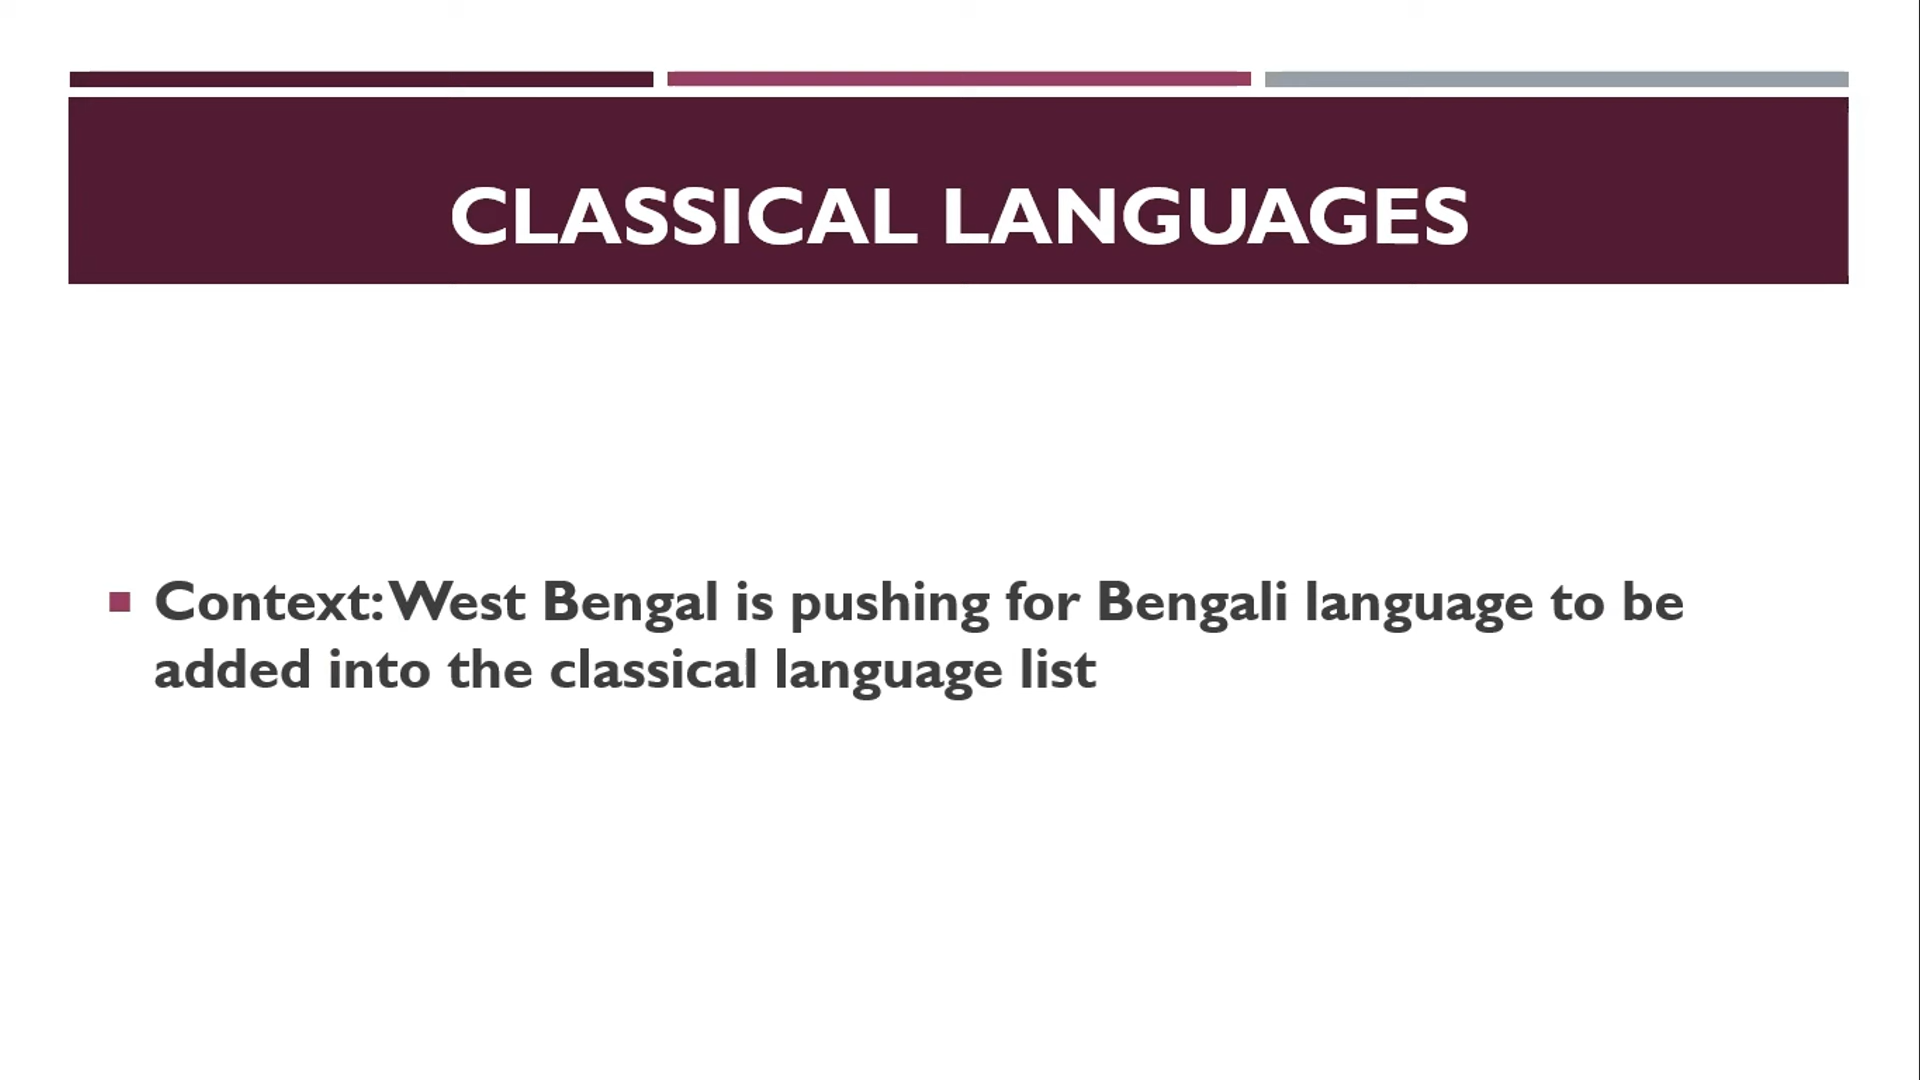 CLASSICAL LANGUAGES
Context: West Bengal is pushing for Bengali language to be
added into the classical language list